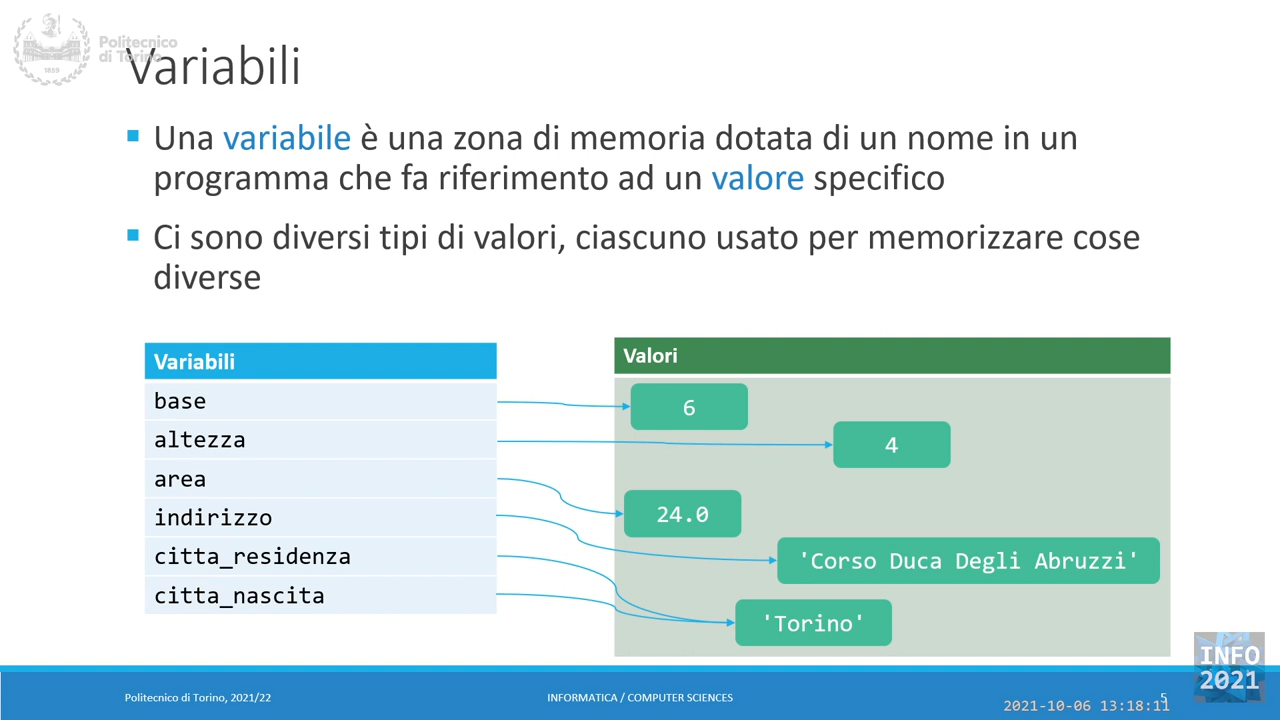 Politecnico
di Torino
1859
Variabili
Una variabile è una zona di memoria dotata di un nome in un
programma che fa riferimento ad un valore specifico
Ci sono diversi tipi di valori, ciascuno usato per memorizzare cose
diverse
Variabili
base
altezza
area
indirizzo
citta_residenza
citta_nascita
Valori
6
4
24.0
'Corso Duca Degli Abruzzi'
'Torino'
Politecnico di Torino, 2021/22
INFORMATICA / COMPUTER SCIENCES
5
INFO
2021
2021-10-06 13:18:11